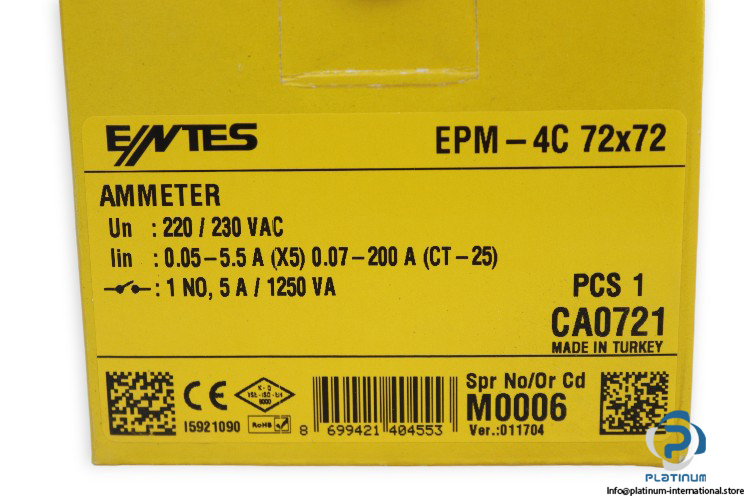 ENTES
EPM - 4C 72x72
AMMETER
Un : 220 / 230 VAC
Iin : 0.05 - 5.5 A (X5) 0.07 - 200 A (CT - 25)
: 1 NO, 5 A / 1250 VA
PCS 1
CA0721
MADE IN TURKEY
CE
I5921090
RoHS
8 699421 404553
Spr No/Or Cd
M0006
Ver.:011704
PLATINUM
Info@platinum-international.store